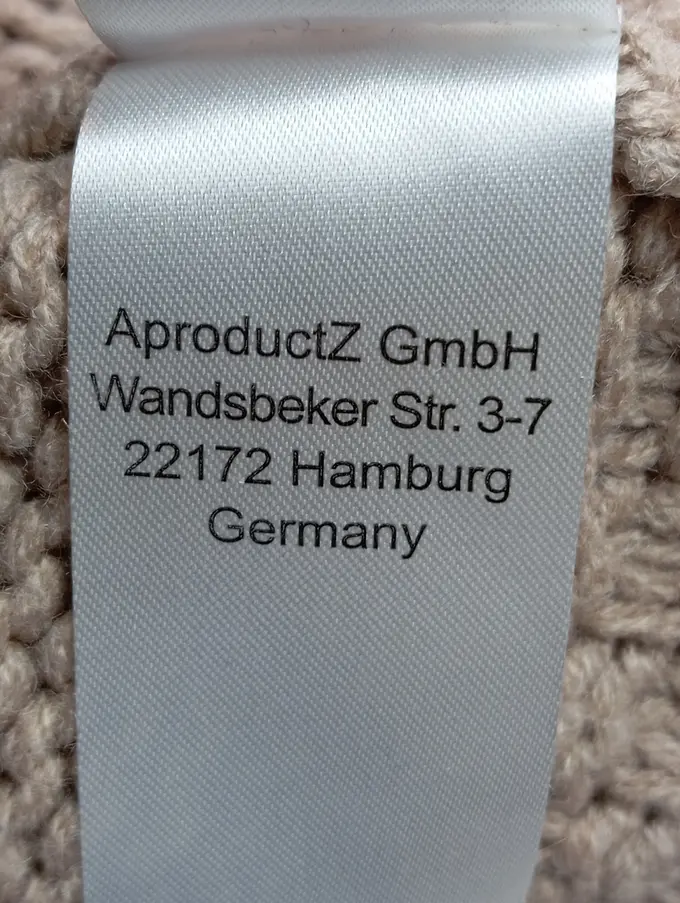 AproductZ GmbH
Wandsbeker Str. 3-7
22172 Hamburg
Germany